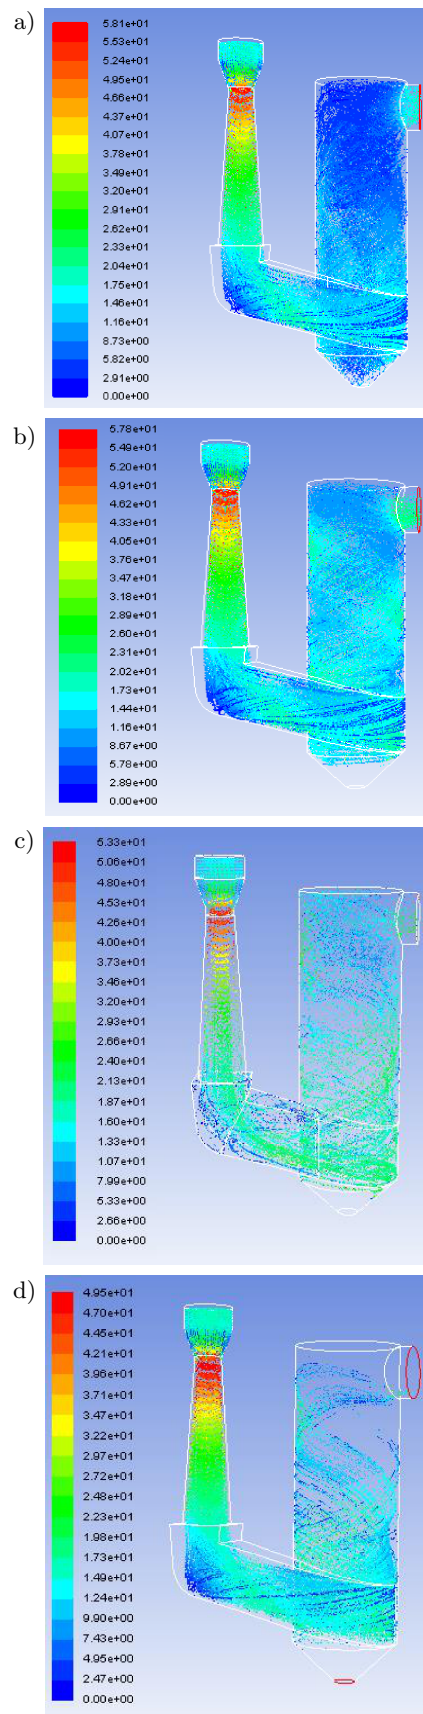 a)
5.81e+01
5.53e+01
5.24e+01
4.95e+01
4.66e+01
4.37e+01
4.07e+01
3.78e+01
3.49e+01
3.20e+01
2.91e+01
2.62e+01
2.33e+01
2.04e+01
1.75e+01
1.46e+01
1.16e+01
8.73e+00
5.82e+00
2.91e+00
0.00e+00
b)
5.78e+01
5.49e+01
5.20e+01
4.91e+01
4.62e+01
4.33e+01
4.05e+01
3.76e+01
3.47e+01
3.18e+01
2.89e+01
2.60e+01
2.31e+01
2.02e+01
1.73e+01
1.44e+01
1.16e+01
8.67e+00
5.78e+00
2.89e+00
0.00e+00
c)
5.33e+01
5.06e+01
4.80e+01
4.53e+01
4.26e+01
4.00e+01
3.73e+01
3.46e+01
3.20e+01
2.93e+01
2.66e+01
2.40e+01
2.13e+01
1.87e+01
1.60e+01
1.33e+01
1.07e+01
7.99e+00
5.33e+00
2.66e+00
0.00e+00
d)
4.95e+01
4.70e+01
4.45e+01
4.21e+01
3.96e+01
3.71e+01
3.47e+01
3.22e+01
2.97e+01
2.72e+01
2.48e+01
2.23e+01
1.98e+01
1.73e+01
1.49e+01
1.24e+01
9.90e+00
7.43e+00
4.95e+00
2.47e+00
0.00e+00